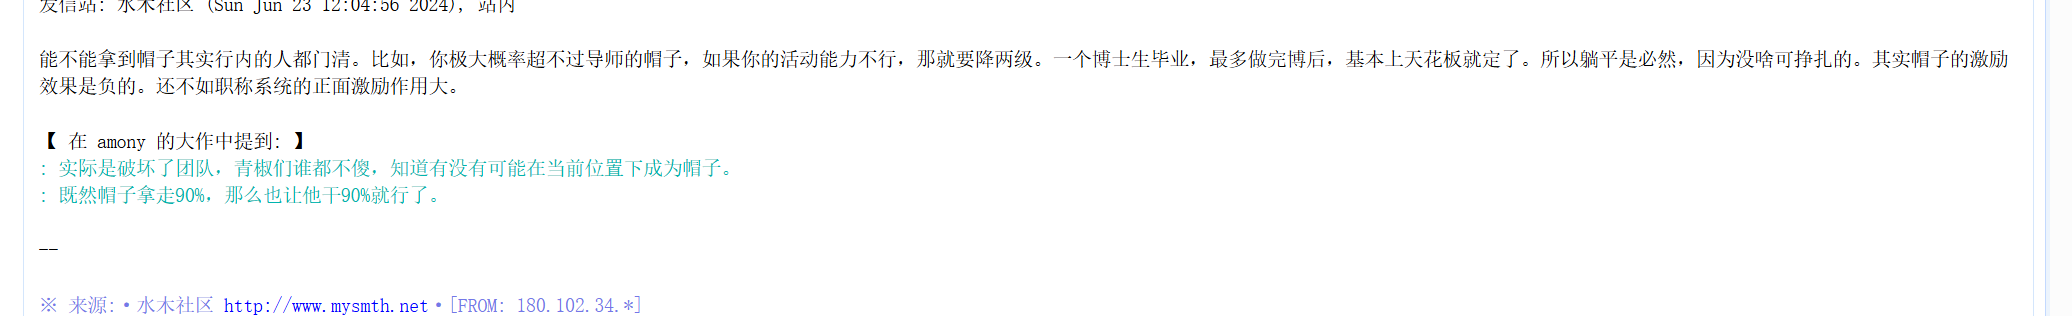 发信站: 水木社区 (Sun Jun 23 12:04:56 2024), 站内
能不能拿到帽子其实行内的人都门清。比如，你极大概率超不过导师的帽子，如果你的活动能力不行，那就要降两级。一个博士生毕业，最多做完博后，基本上天花板就定了。所以躺平是必然，因为没啥可挣扎的。其实帽子的激励
效果是负的。还不如职称系统的正面激励作用大。
【 在 amony 的大作中提到: 】
: 实际是破坏了团队，青椒们谁都不傻，知道有没有可能在当前位置下成为帽子。
: 既然帽子拿走90%，那么也让他干90%就行了。
--
※ 来源:·水木社区 http://www.mysmth.net·[FROM: 180.102.34.*]